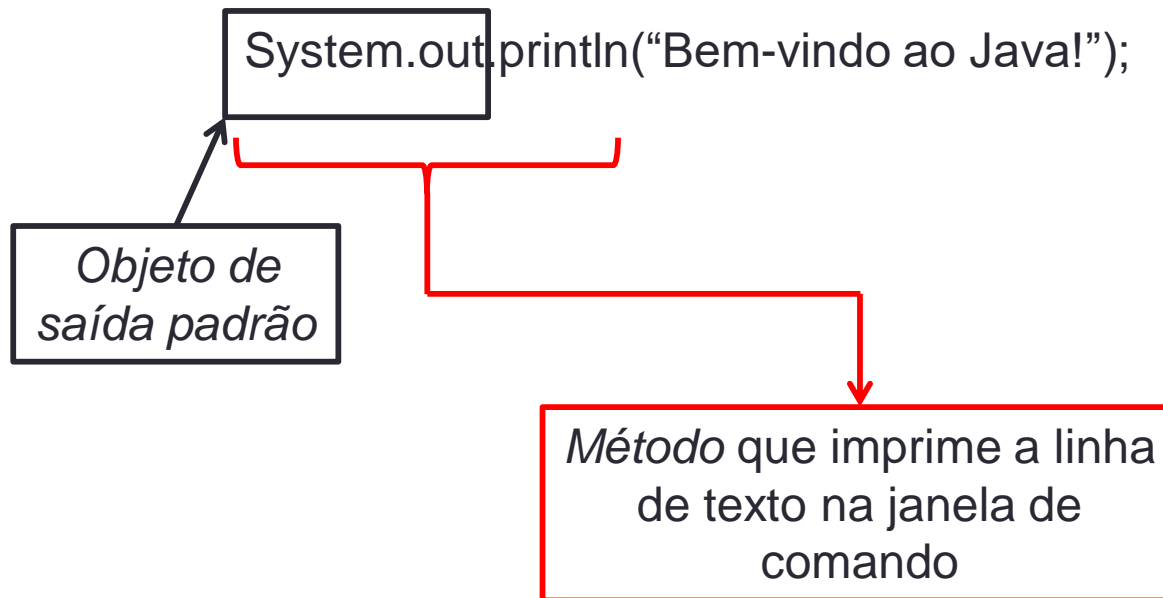 System.out.println(“Bem-vindo ao Java!”);
Objeto de
saída padrão
Método que imprime a linha
de texto na janela de
comando